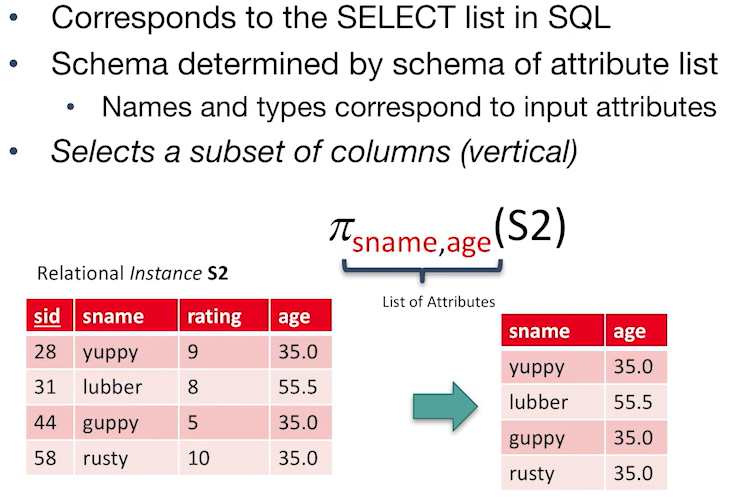 • Corresponds to the SELECT list in SQL
• Schema determined by schema of attribute list
• Names and types correspond to input attributes
• Selects a subset of columns (vertical)
π sname,age (S2)
Relational Instance S2
List of Attributes
sid sname rating age
28 yuppy 9 35.0
31 lubber 8 55.5
44 guppy 5 35.0
58 rusty 10 35.0
sname age
yuppy 35.0
lubber 55.5
guppy 35.0
rusty 35.0